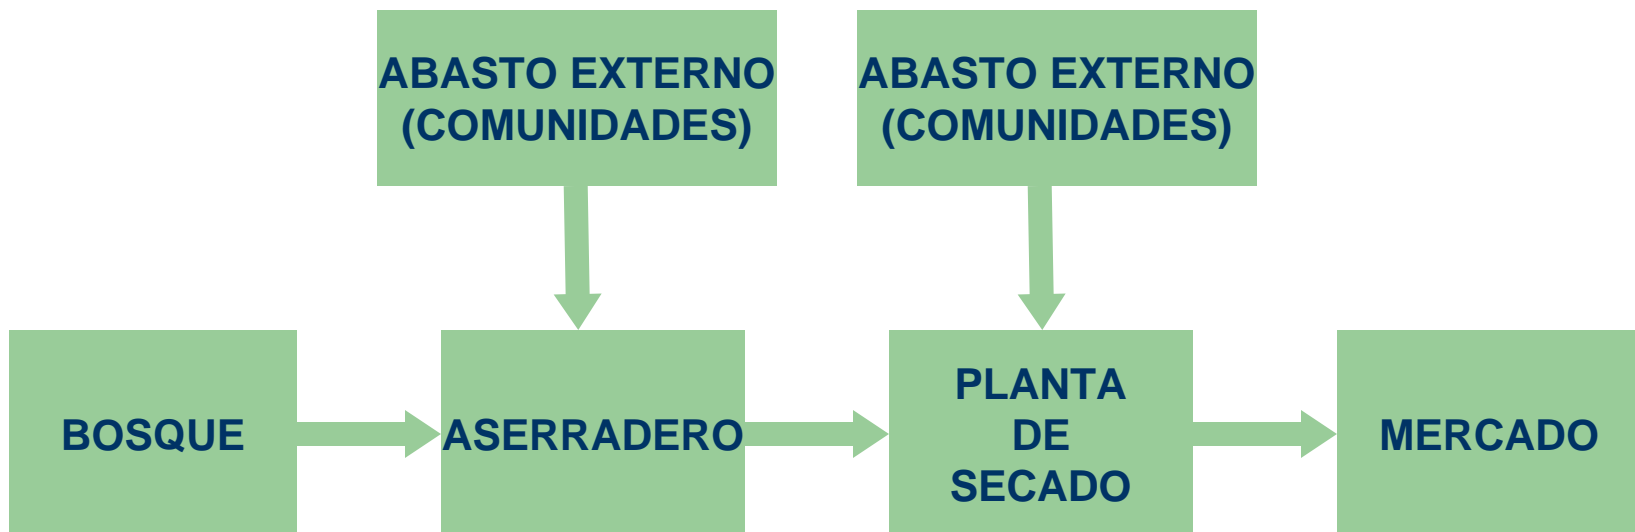 ABASTO EXTERNO
(COMUNIDADES)
ABASTO EXTERNO
(COMUNIDADES)
BOSQUE
ASERRADERO
PLANTA
DE
SECADO
MERCADO